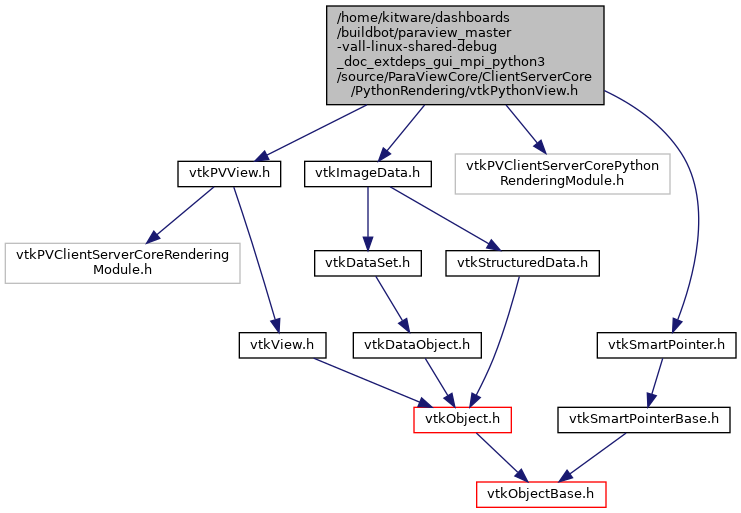 /home/kitware/dashboards
/buildbot/paraview_master
-vall-linux-shared-debug
_doc_extdeps_gui_mpi_python3
/source/ParaViewCore/ClientServerCore
/PythonRendering/vtkPythonView.h
vtkPVView.h
vtkImageData.h
vtkPVClientServerCorePython
RenderingModule.h
vtkPVClientServerCoreRendering
Module.h
vtkDataSet.h
vtkStructuredData.h
vtkView.h
vtkDataObject.h
vtkSmartPointer.h
vtkObject.h
vtkSmartPointerBase.h
vtkObjectBase.h